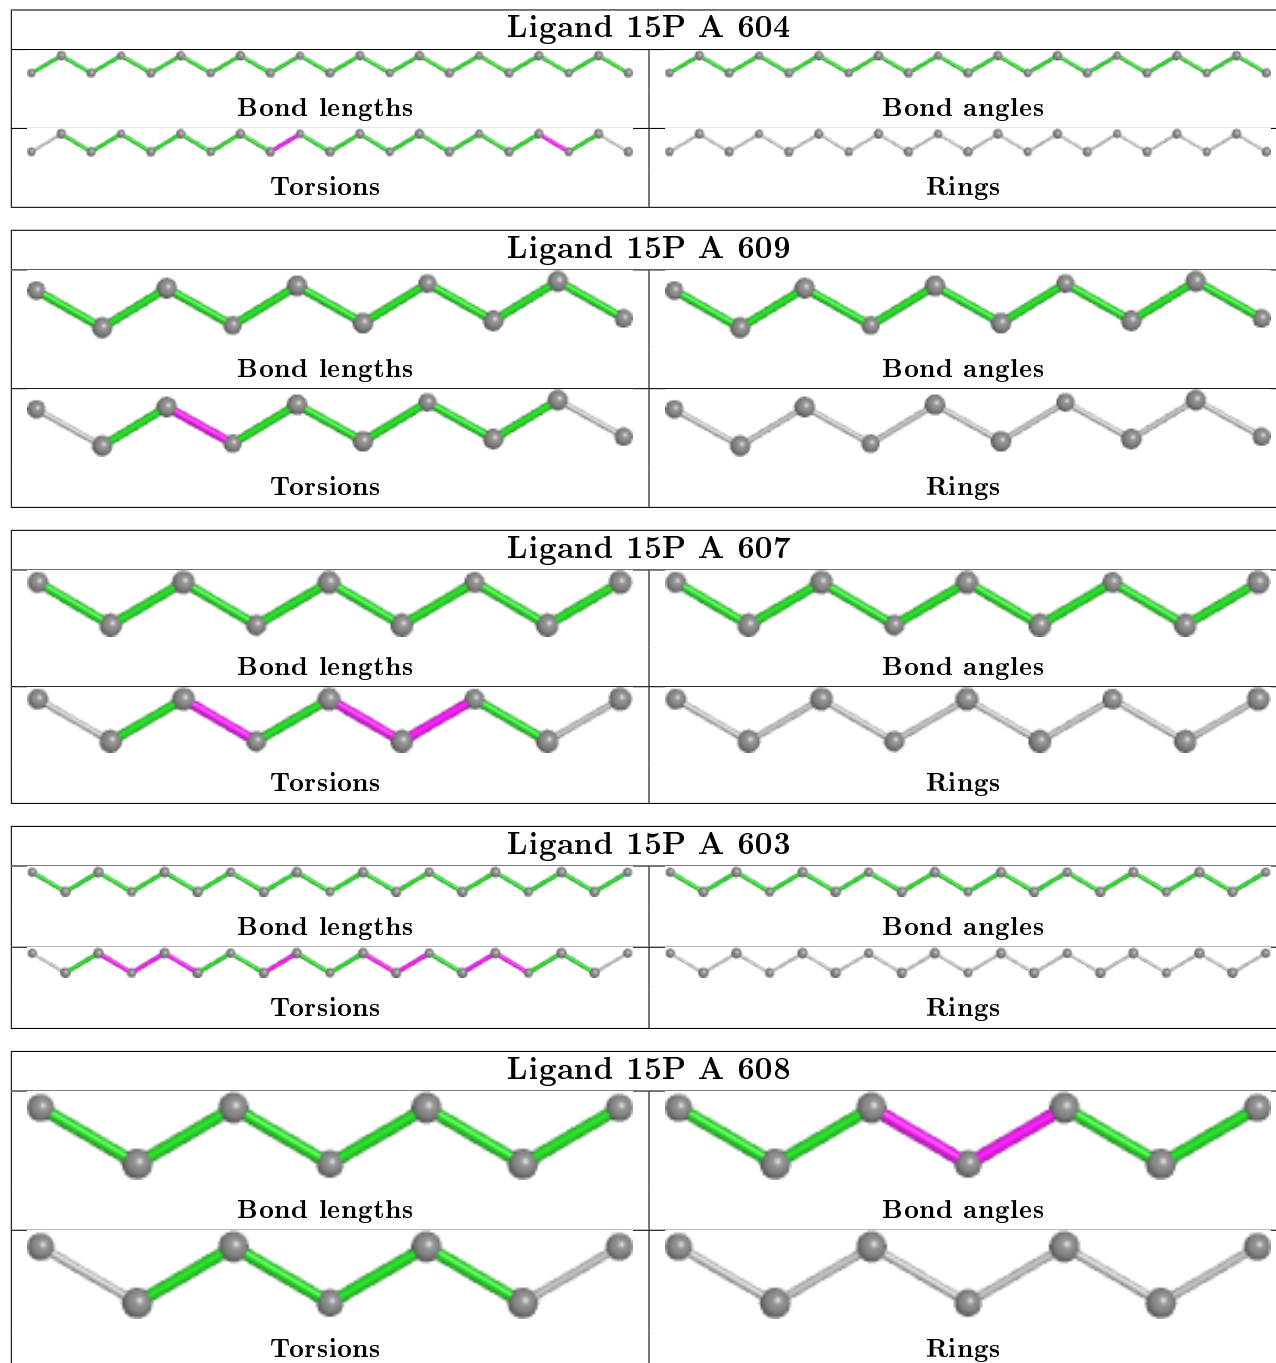 Ligand 15P A 604
Bond lengths Bond angles
Torsions Rings
Ligand 15P A 609
Bond lengths Bond angles
Torsions Rings
Ligand 15P A 607
Bond lengths Bond angles
Torsions Rings
Ligand 15P A 603
Bond lengths Bond angles
Torsions Rings
Ligand 15P A 608
Bond lengths Bond angles
Torsions Rings